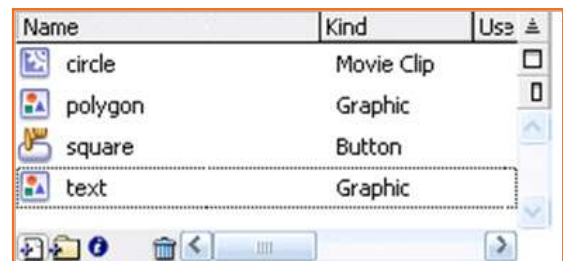 Name Kind Use
circle Movie Clip
polygon Graphic
square Button
text Graphic